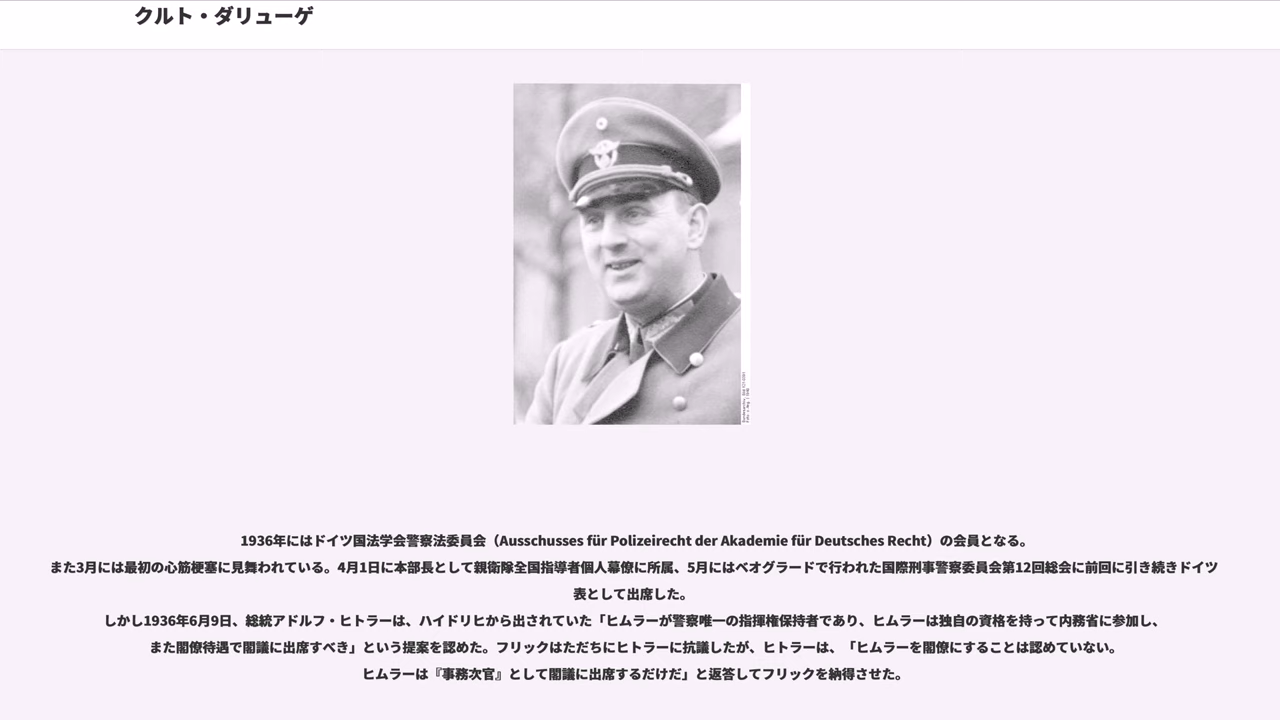 クルト・ダリューゲ
1936年にはドイツ国法学会警察法委員会（Ausschusses für Polizeirecht der Akademie für Deutsches Recht）の会員となる。
また3月には最初の心筋梗塞に見舞われている。4月1日に本部長として親衛隊全国指導者個人幕僚に所属、5月にはベオグラードで行われた国際刑事警察委員会第12回総会に前回に引き続きドイツ
表として出席した。
しかし1936年6月9日、総統アドルフ・ヒトラーは、ハイドリヒから出されていた「ヒムラーが警察唯一の指揮権保持者であり、ヒムラーは独自の資格を持って内務省に参加し、
また閣僚待遇で閣議に出席すべき」という提案を認めた。フリックはただちにヒトラーに抗議したが、ヒトラーは、「ヒムラーを閣僚にすることは認めていない。
ヒムラーは『事務次官』として閣議に出席するだけだ」と返答してフリックを納得させた。